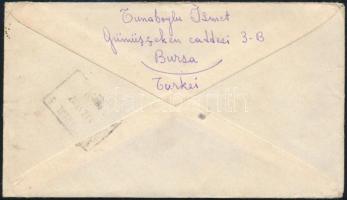 Tunaboylu İsmet
Gümüşçeken caddesi 3-B
Bursa
Turkei